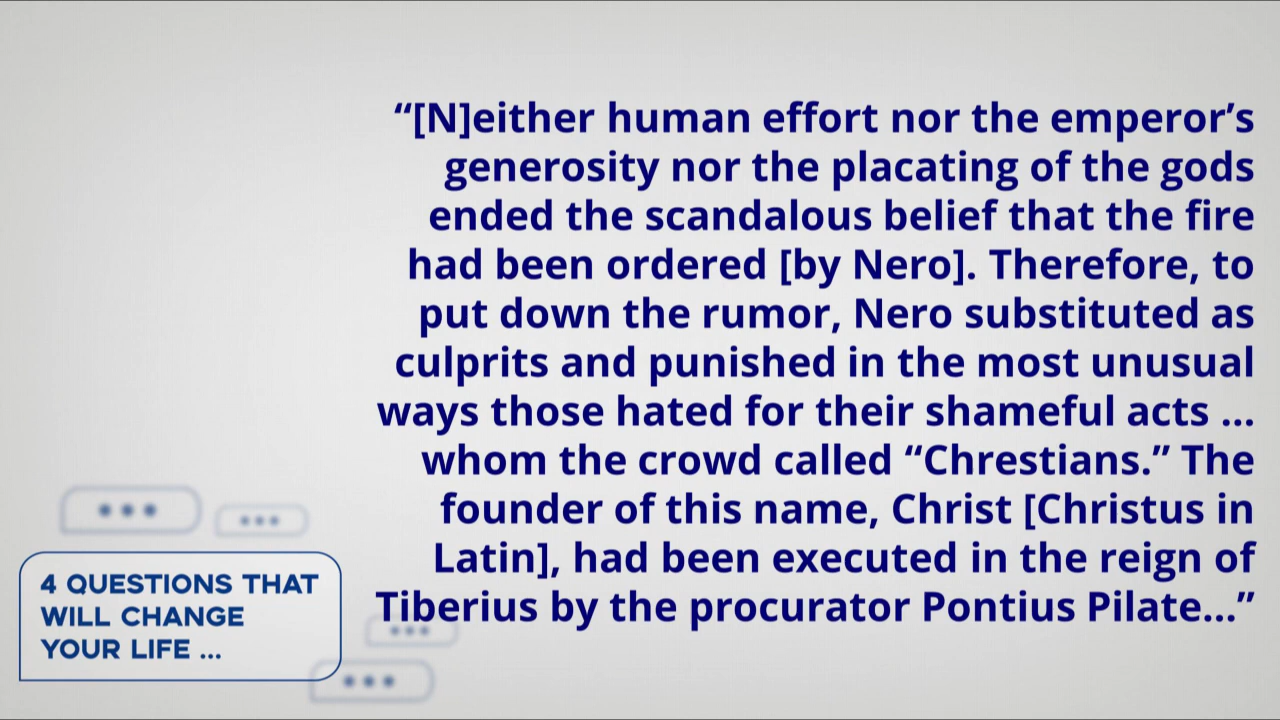 “[N]either human effort nor the emperor’s
generosity nor the placating of the gods
ended the scandalous belief that the fire
had been ordered [by Nero]. Therefore, to
put down the rumor, Nero substituted as
culprits and punished in the most unusual
ways those hated for their shameful acts ...
whom the crowd called “Chrestians.” The
founder of this name, Christ [Christus in
Latin], had been executed in the reign of
Tiberius by the procurator Pontius Pilate...”
4 QUESTIONS THAT
WILL CHANGE
YOUR LIFE ...